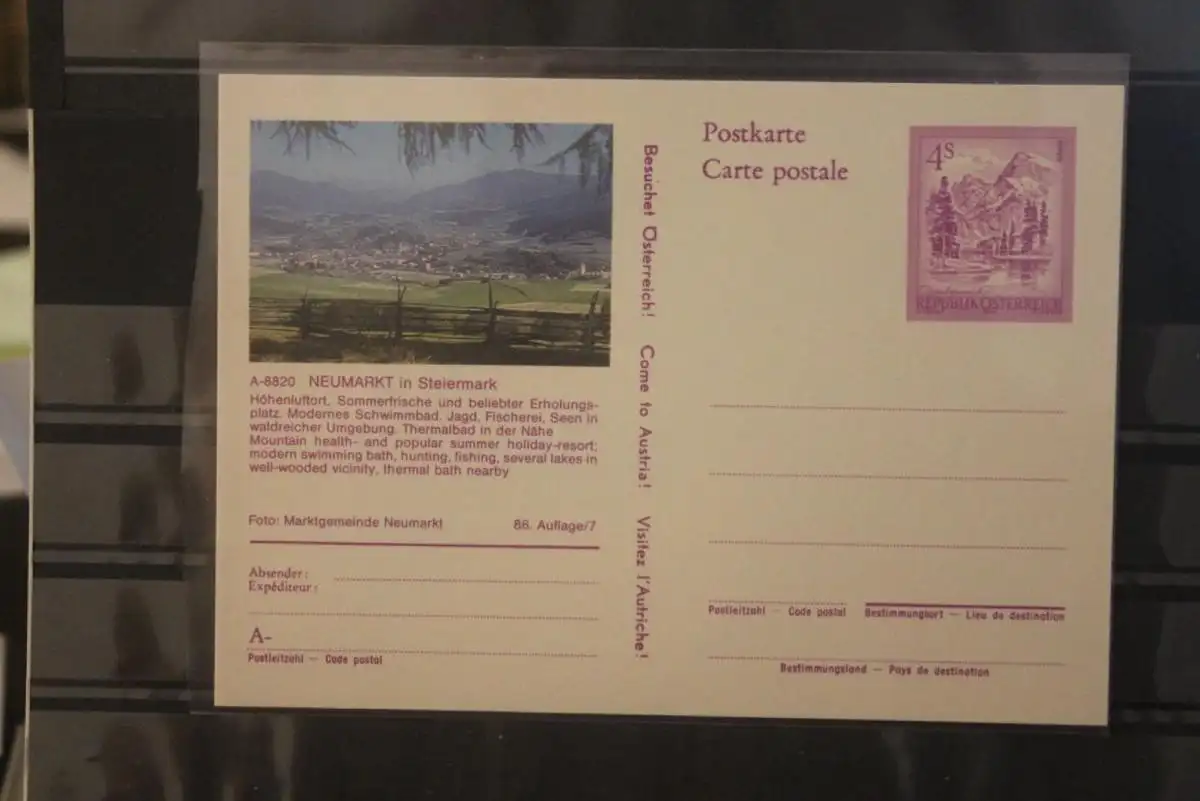 A-8820 NEUMARKT in Steiermark
Höhenluftort, Sommerfrische und beliebter Erholungs-
platz. Modernes Schwimmbad, Jagd, Fischerei, Seen in
waldreicher Umgebung. Thermalbad in der Nähe
Mountain health- and popular summer holiday-resort;
modern swimming bath, hunting, fishing, several lakes in
well-wooded vicinity, thermal bath nearby
Foto: Marktgemeinde Neumarkt 86. Auflage/7
Absender:
Expéditeur:
A-
Postleitzahl — Code postal
Besuchet Österreich! Come to Austria! Visitez l'Autriche!
Postkarte
Carte postale
4S
REPUBLIK ÖSTERREICH
Postleitzahl — Code postal Bestimmungsort — Lieu de destination
Bestimmungsland — Pays de destination